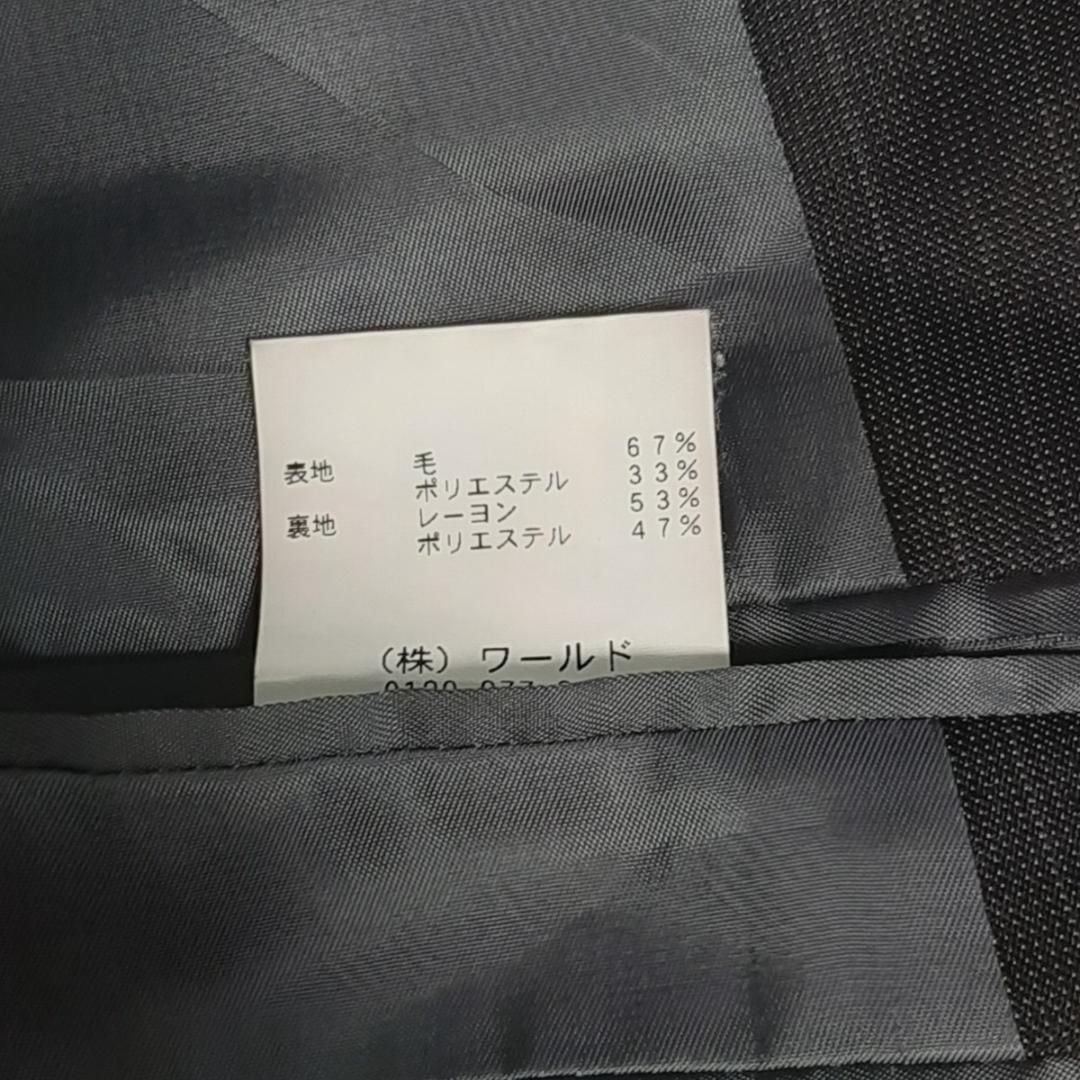 表地 毛 67%
ポリエステル 33%
裏地 レーヨン 53%
ポリエステル 47%
(株) ワールド